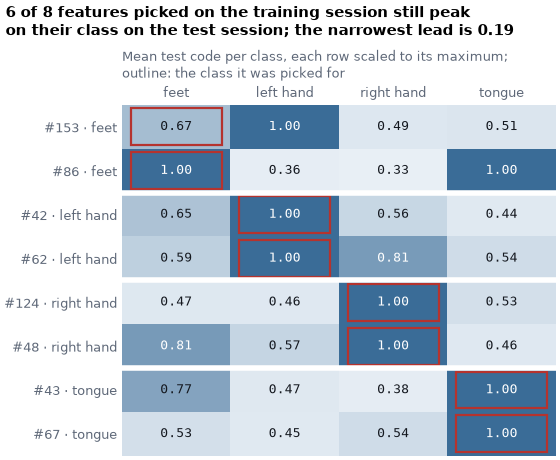 6 of 8 features picked on the training session still peak
on their class on the test session; the narrowest lead is 0.19
Mean test code per class, each row scaled to its maximum;
outline: the class it was picked for
feet left hand right hand tongue
#153 · feet 0.67 1.00 0.49 0.51
#86 · feet 1.00 0.36 0.33 1.00
#42 · left hand 0.65 1.00 0.56 0.44
#62 · left hand 0.59 1.00 0.81 0.54
#124 · right hand 0.47 0.46 1.00 0.53
#48 · right hand 0.81 0.57 1.00 0.46
#43 · tongue 0.77 0.47 0.38 1.00
#67 · tongue 0.53 0.45 0.54 1.00